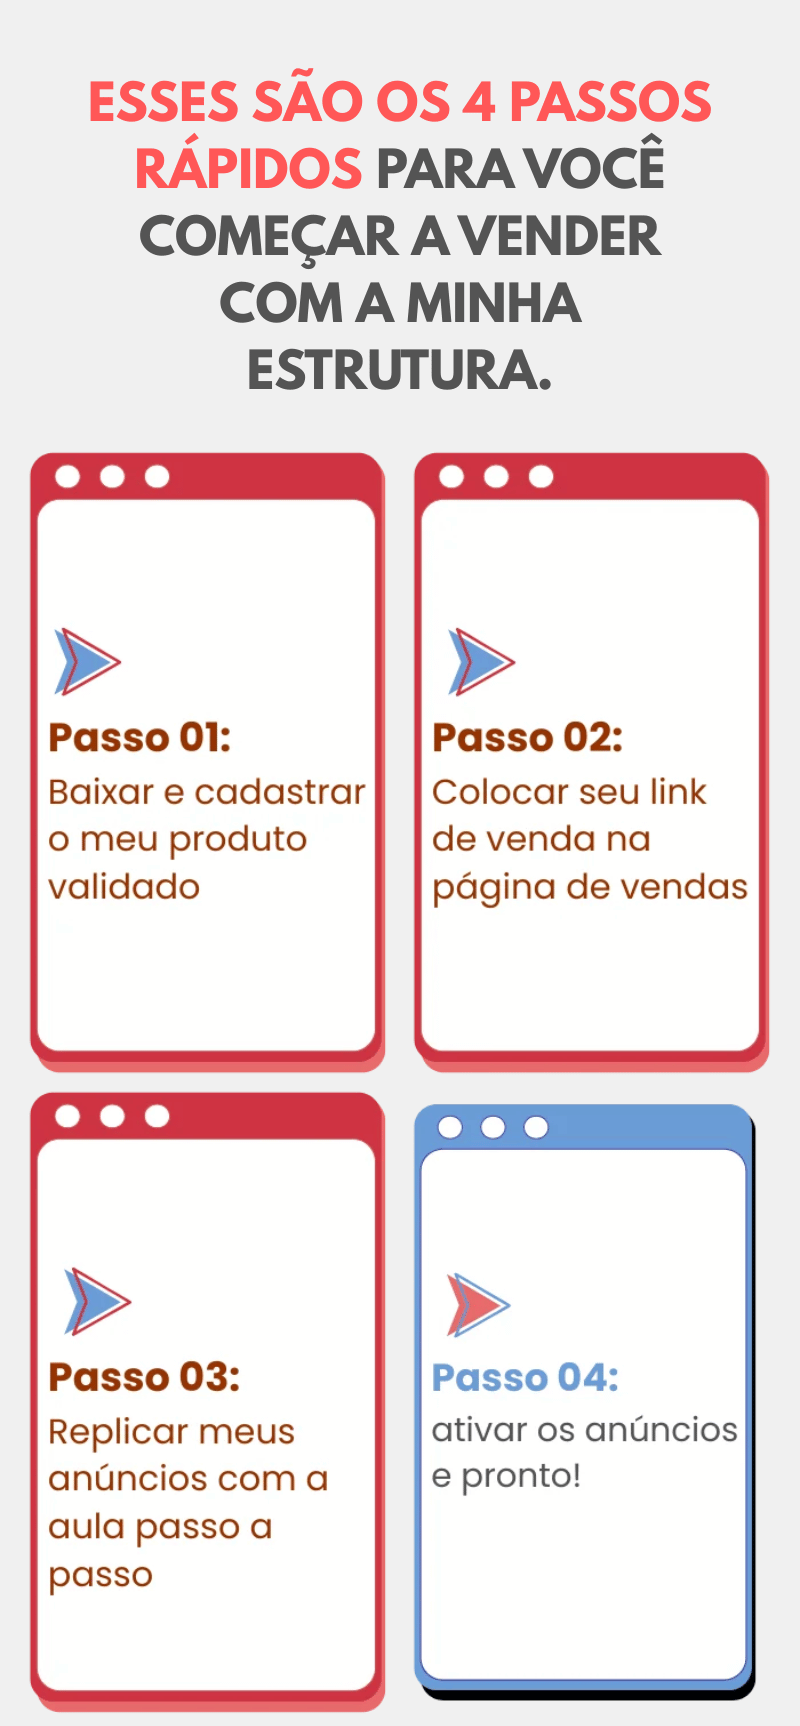 ESSES SÃO OS 4 PASSOS
RÁPIDOS PARA VOCÊ
COMEÇAR A VENDER
COM A MINHA
ESTRUTURA.
Passo 01:
Baixar e cadastrar
o meu produto
validado
Passo 02:
Colocar seu link
de venda na
página de vendas
Passo 03:
Replicar meus
anúncios com a
aula passo a
passo
Passo 04:
ativar os anúncios
e pronto!